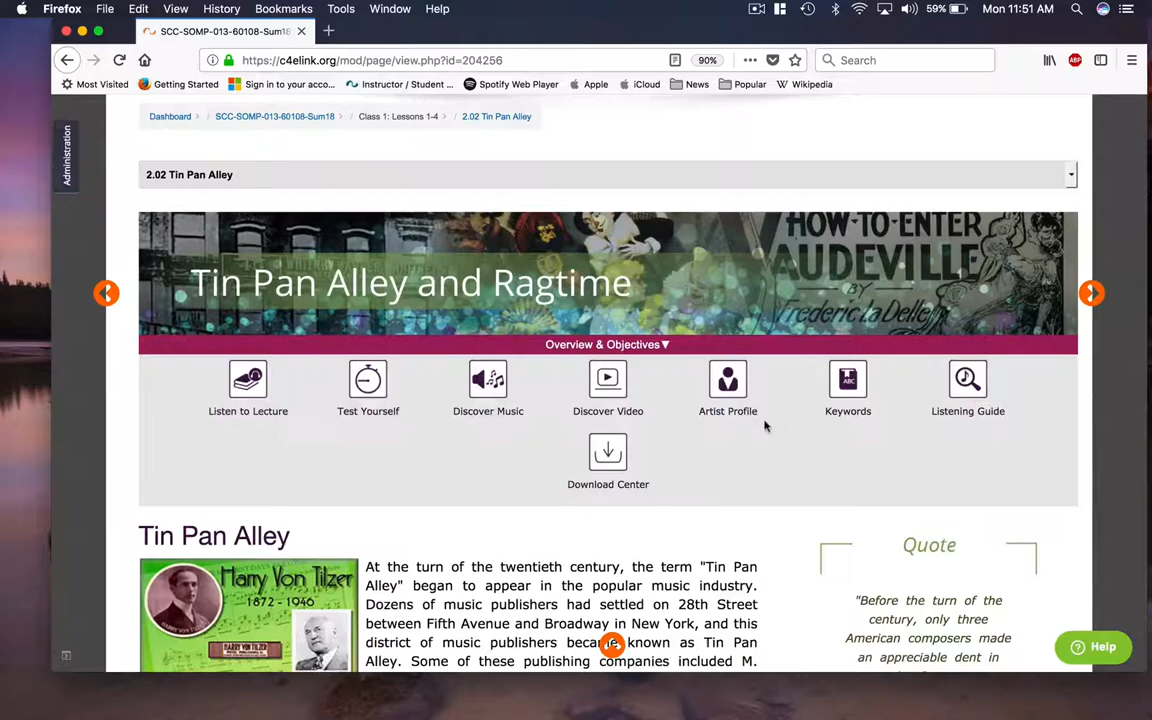 Firefox File Edit View History Bookmarks Tools Window Help 59% Mon 11:51 AM
SCC-SOMP-013-60108-Sum18
https://c4elink.org/mod/page/view.php?id=204256 90% Search ABP
Most Visited Getting Started Sign in to your acco... Instructor / Student ... Spotify Web Player Apple iCloud News Popular Wikipedia
Administration
Dashboard SCC-SOMP-013-60108-Sum18 Class 1: Lessons 1-4 2.02 Tin Pan Alley
2.02 Tin Pan Alley
HOW-TO-ENTER
AUDEVILLE
BY
Frederic LaDelle
Tin Pan Alley and Ragtime
Overview & Objectives▼
ABC
Listen to Lecture Test Yourself Discover Music Discover Video Artist Profile Keywords Listening Guide
Download Center
Tin Pan Alley
Harry Von Tilzer
1872 - 1946
HARRY VON TILZER
At the turn of the twentieth century, the term "Tin Pan
Alley" began to appear in the popular music industry.
Dozens of music publishers had settled on 28th Street
between Fifth Avenue and Broadway in New York, and this
district of music publishers became known as Tin Pan
Alley. Some of these publishing companies included M.
Quote
"Before the turn of the
century, only three
American composers made
an appreciable dent in
Help